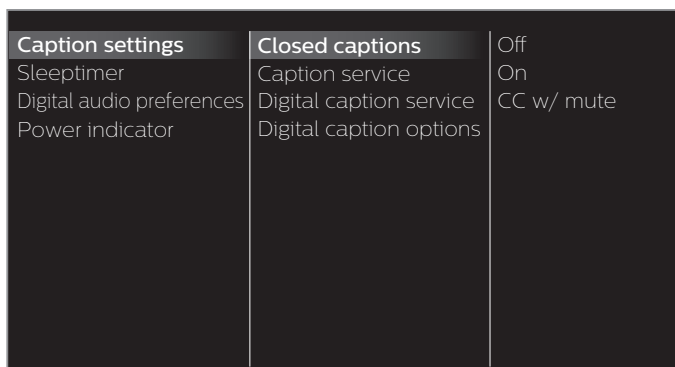 Caption settings
Sleeptimer
Digital audio preferences
Power indicator
Closed captions
Caption service
Digital caption service
Digital caption options
Off
On
CC w/ mute